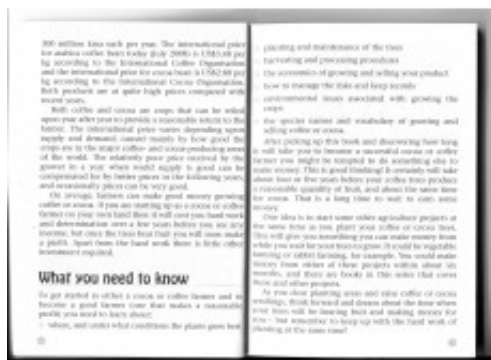 300 million kina each per year. The international price
for arabica coffee bean today (July 2008) is US$3.08 per
kg according to the International Coffee Organisation
and the international price for cocoa bean is US$2.80 per
kg according to the International Cocoa Organisation.
Both products are at quite high prices compared with
recent years.
Both coffee and cocoa are crops that can be relied
upon year after year to provide a reasonable return to the
farmer. The international price varies depending upon
supply and demand, caused mainly by how good the
crops are in the major coffee- and cocoa-producing areas
of the world. The relatively poor price received by the
grower in a year when world supply is good can be
compensated for by better prices in the following years,
and occasionally prices can be very good.
On average, farmers can make good money growing
coffee or cocoa. If you are starting up as a cocoa or coffee
farmer on your own land then it will cost you hard work
and determination over a few years before you see any
income, but once the trees bear fruit you will soon make
a profit. Apart from the hard work there is little other
investment required.
What you need to know
To get started as either a cocoa or coffee farmer and to
become a good farmer (one that makes a reasonable
profit) you need to learn about:
where, and under what conditions the plants grow best
planting and maintenance of the trees
harvesting and processing procedures
the economics of growing and selling your product
how to manage the risks and keep records
environmental issues associated with growing the
crops
the special nature and vocabulary of growing and
selling coffee or cocoa.
After picking up this book and discovering how long
it will take you to become a successful cocoa or coffee
farmer you might be tempted to do something else to
make money. This is good thinking! It certainly will take
about four or five years before your coffee trees produce
a reasonable quantity of fruit, and about the same time
for cocoa. That is a long time to wait to earn some
money.
One idea is to start some other agriculture projects at
the same time as you plant your coffee or cocoa trees.
This will give you something you can make money from
while you wait for your trees to grow. It could be vegetable
farming or rabbit farming, for example. You could make
money from either of these projects within about six
months, and there are books in this series that cover
these and other projects.
As you clear planting areas and raise coffee or cocoa
seedlings, think forward and dream about the time when
your trees will be bearing fruit and making money for
you – but remember to keep up with the hard work of
planting at the same time!